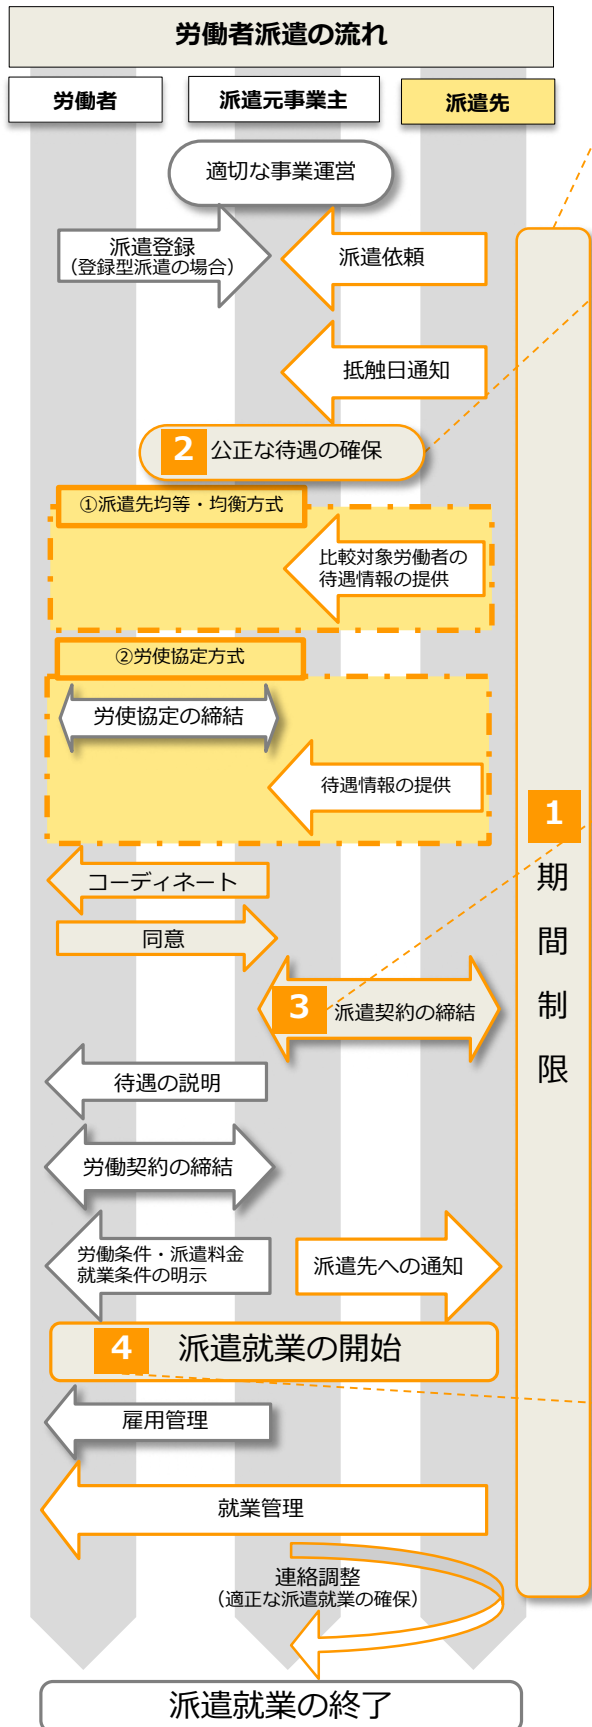 労働者派遣の流れ
労働者
派遣元事業主
派遣先
適切な事業運営
派遣登録
（登録型派遣の場合）
派遣依頼
抵触日通知
2 公正な待遇の確保
①派遣先均等・均衡方式
比較対象労働者の
待遇情報の提供
②労使協定方式
労使協定の締結
待遇情報の提供
1
期
間
制
限
コーディネート
同意
3 派遣契約の締結
待遇の説明
労働契約の締結
労働条件・派遣料金
就業条件の明示
派遣先への通知
4 派遣就業の開始
雇用管理
就業管理
連絡調整
（適正な派遣就業の確保）
派遣就業の終了